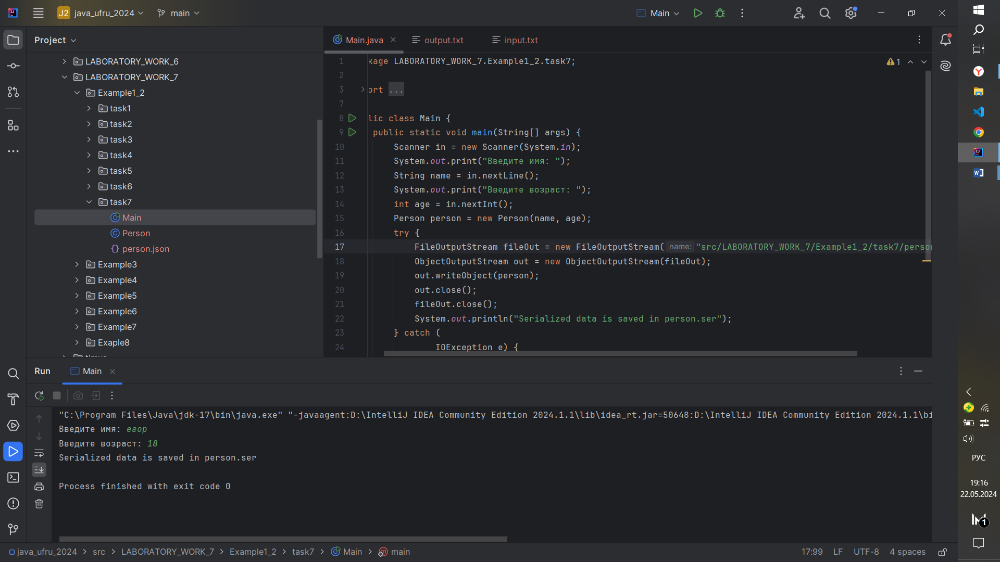 J2 java_ufru_2024 main Main
Project
Main.java output.txt input.txt
LABORATORY_WORK_6
LABORATORY_WORK_7
Example1_2
task1
task2
task3
task4
task5
task6
task7
Main
Person
person.json
Example3
Example4
Example5
Example6
Example7
Exaple8
1 kage LABORATORY_WORK_7.Example1_2.task7;
2
3 ort ...
7
8 lic class Main {
9 public static void main(String[] args) {
10 Scanner in = new Scanner(System.in);
11 System.out.print("Введите имя: ");
12 String name = in.nextLine();
13 System.out.print("Введите возраст: ");
14 int age = in.nextInt();
15 Person person = new Person(name, age);
16 try {
17 FileOutputStream fileOut = new FileOutputStream( name: "src/LABORATORY_WORK_7/Example1_2/task7/perso
18 ObjectOutputStream out = new ObjectOutputStream(fileOut);
19 out.writeObject(person);
20 out.close();
21 fileOut.close();
22 System.out.println("Serialized data is saved in person.ser");
23 } catch (
24 IOException e) {
1
Run Main
"C:\Program Files\Java\jdk-17\bin\java.exe" "-javaagent:D:\IntelliJ IDEA Community Edition 2024.1.1\lib\idea_rt.jar=50648:D:\IntelliJ IDEA Community Edition 2024.1.1\bi
Введите имя: егор
Введите возраст: 18
Serialized data is saved in person.ser
Process finished with exit code 0
java_ufru_2024 > src > LABORATORY_WORK_7 > Example1_2 > task7 > Main > main
17:99 LF UTF-8 4 spaces
РУС
19:16
22.05.2024
1